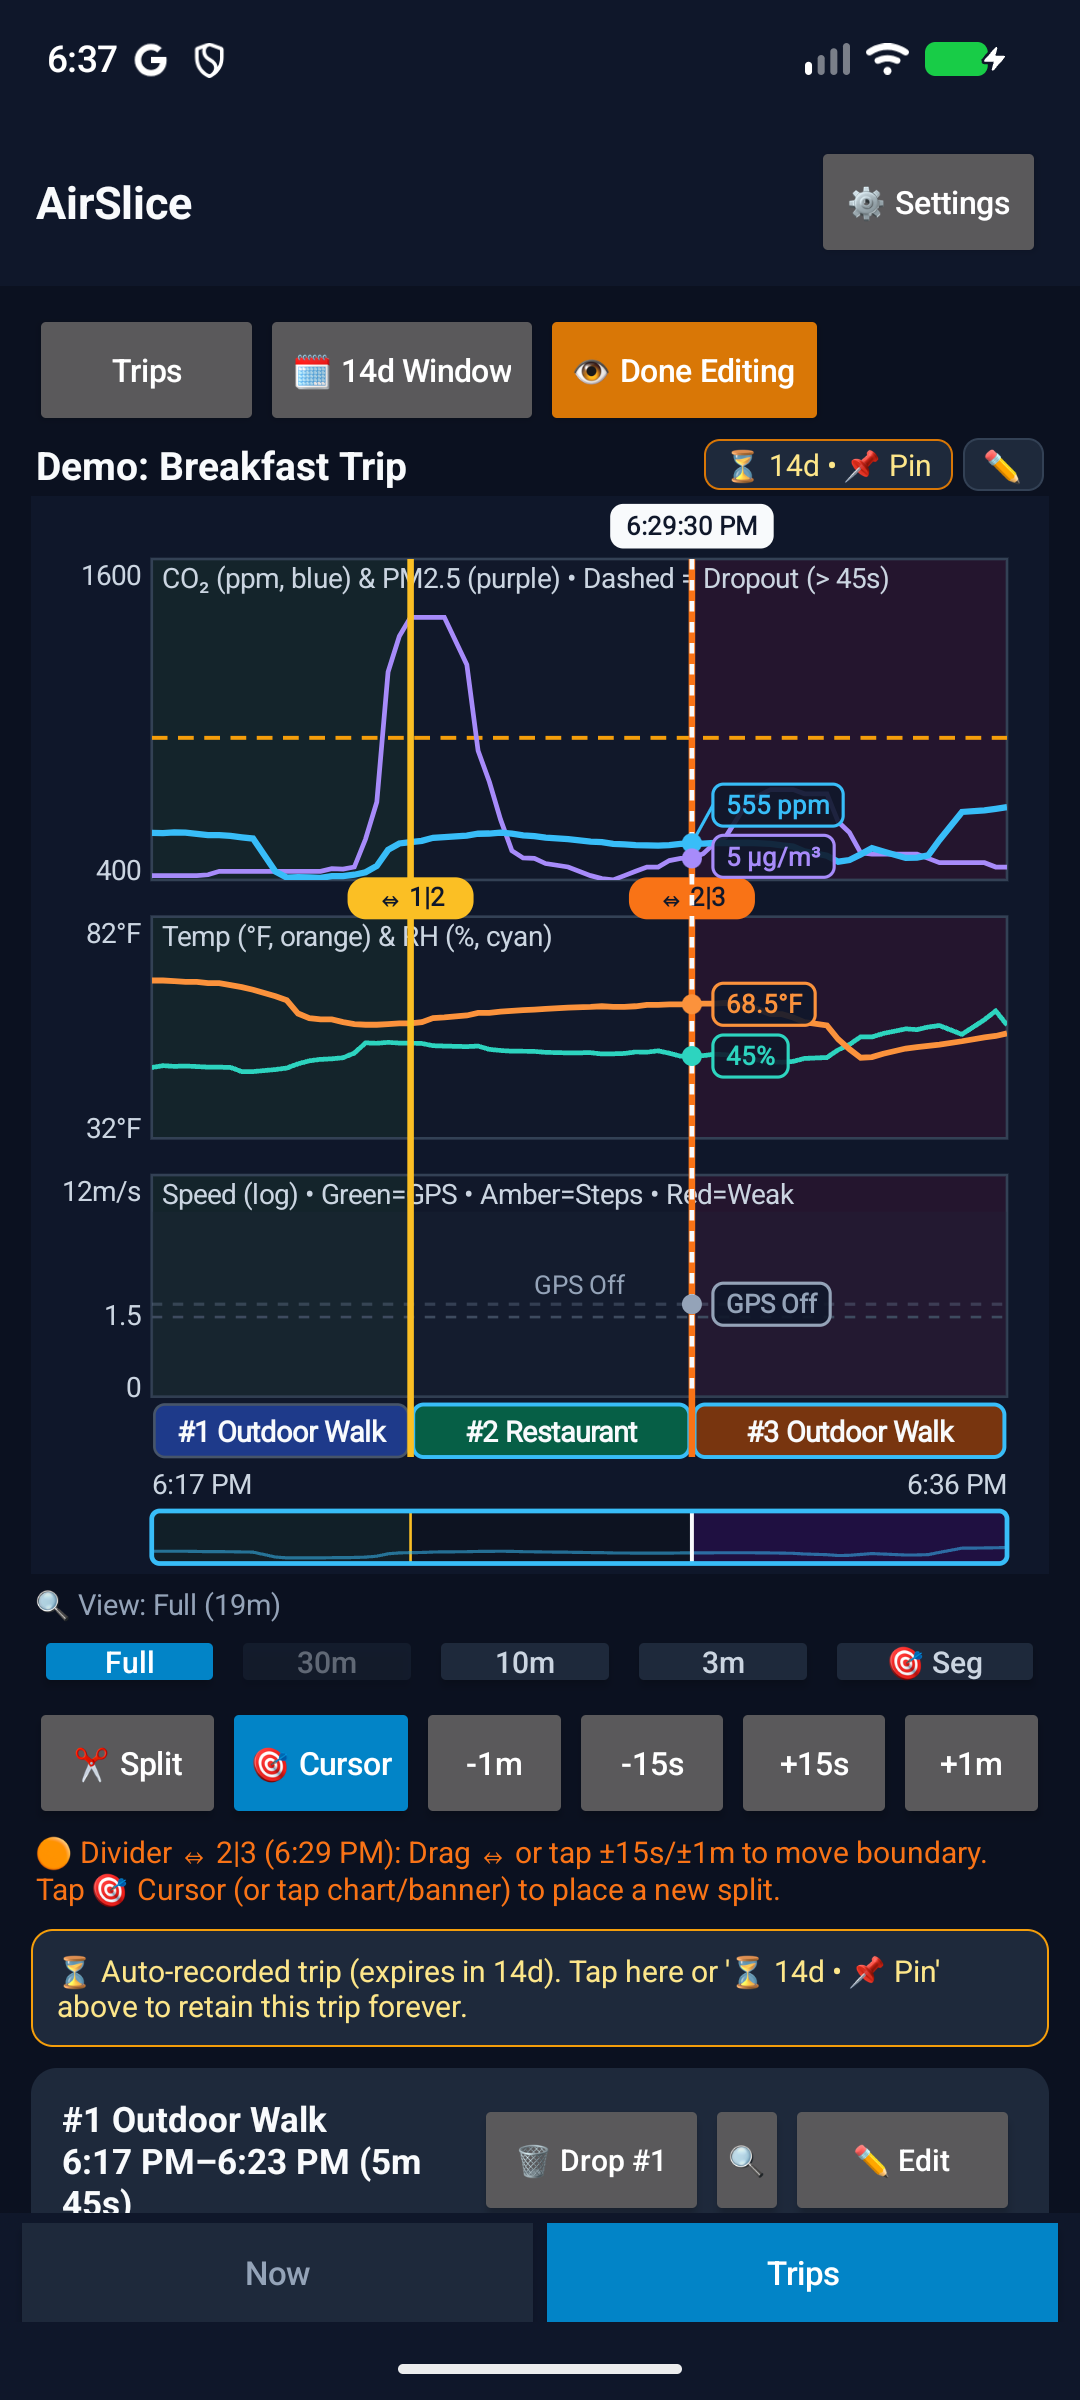 6:37
AirSlice
⚙️ Settings
Trips
🗓️ 14d Window
👁️ Done Editing
Demo: Breakfast Trip
⏳ 14d • 📌 Pin
✏️
6:29:30 PM
1600
CO₂ (ppm, blue) & PM2.5 (purple) • Dashed = Dropout (> 45s)
555 ppm
5 µg/m³
400
⇔ 1|2
⇔ 2|3
82°F
Temp (°F, orange) & RH (%, cyan)
68.5°F
45%
32°F
12m/s
Speed (log) • Green=GPS • Amber=Steps • Red=Weak
GPS Off
GPS Off
1.5
0
#1 Outdoor Walk
#2 Restaurant
#3 Outdoor Walk
6:17 PM
6:36 PM
🔍 View: Full (19m)
Full
30m
10m
3m
🎯 Seg
✂️ Split
🎯 Cursor
-1m
-15s
+15s
+1m
🟠 Divider ⇔ 2|3 (6:29 PM): Drag ⇔ or tap ±15s/±1m to move boundary.
Tap 🎯 Cursor (or tap chart/banner) to place a new split.
⏳ Auto-recorded trip (expires in 14d). Tap here or '⏳ 14d • 📌 Pin'
above to retain this trip forever.
#1 Outdoor Walk
6:17 PM–6:23 PM (5m
45s)
🗑️ Drop #1
🔍
✏️ Edit
Now
Trips